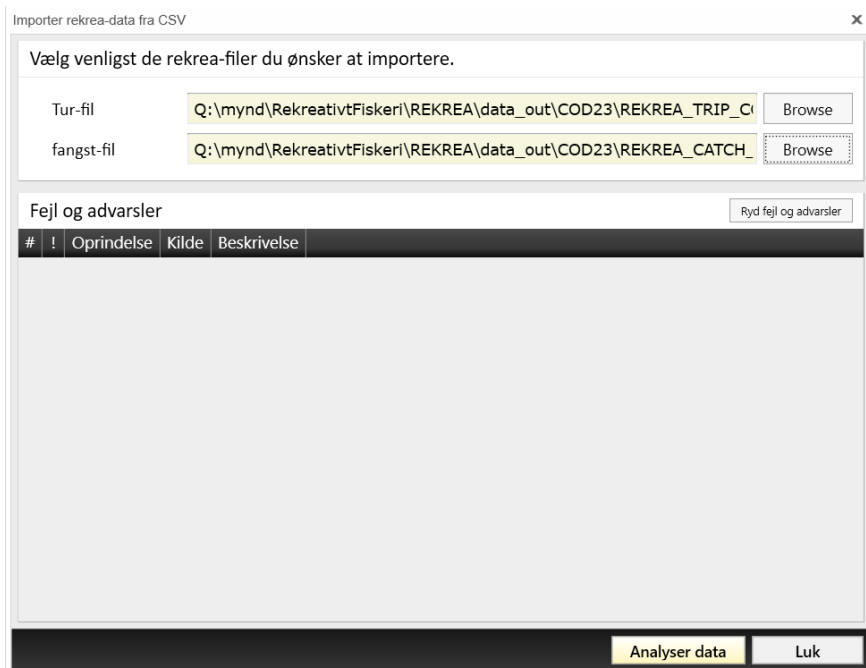 Importer rekrea-data fra CSV x
Vælg venligst de rekrea-filer du ønsker at importere.
Tur-fil Q:\mynd\RekreativtFiskeri\REKREA\data_out\COD23\REKREA_TRIP_C Browse
fangst-fil Q:\mynd\RekreativtFiskeri\REKREA\data_out\COD23\REKREA_CATCH_ Browse
Fejl og advarsler Ryd fejl og advarsler
# ! Oprindelse Kilde Beskrivelse
Analyser data Luk